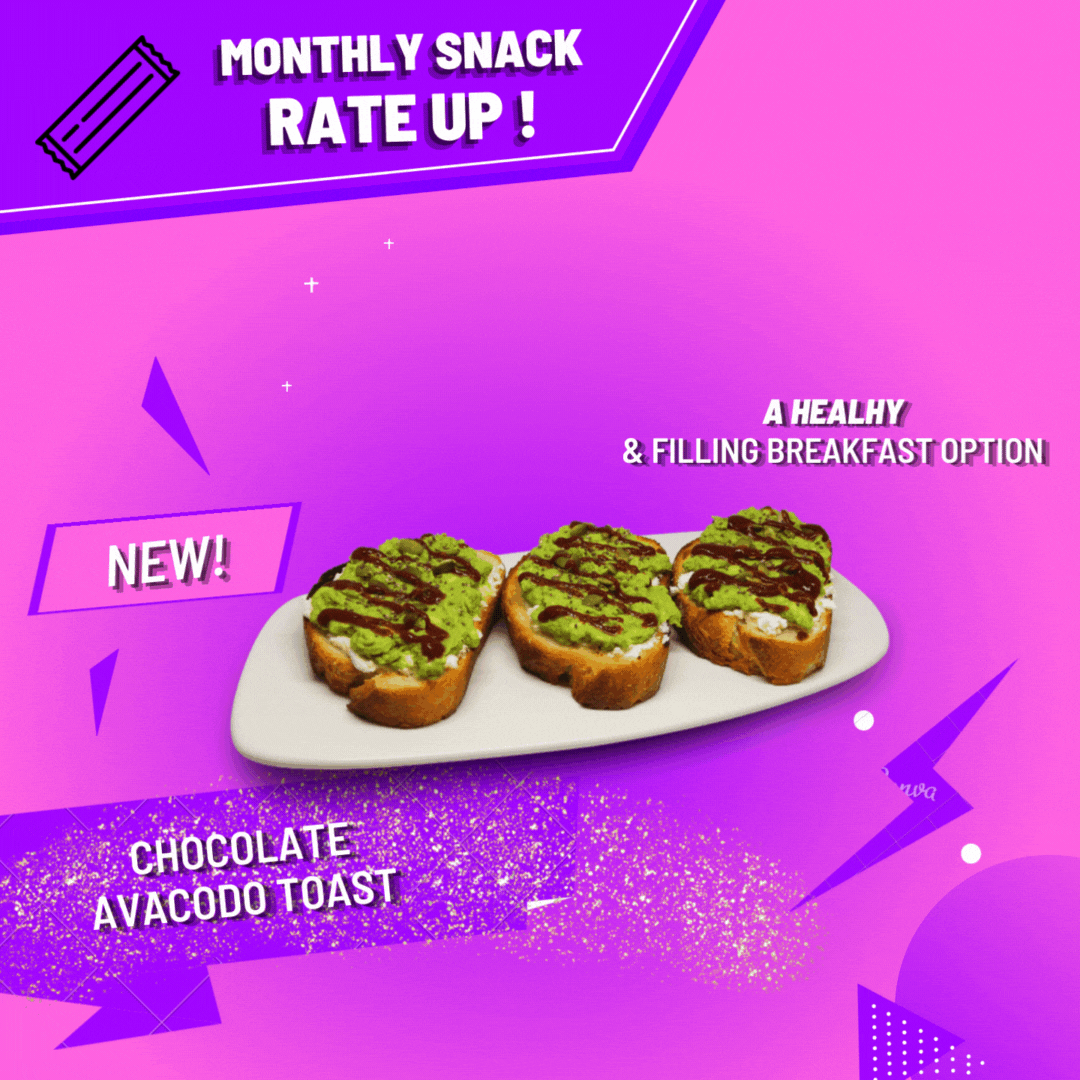 MONTHLY SNACK
RATE UP !
A HEALHY
& FILLING BREAKFAST OPTION
NEW!
CHOCOLATE
AVACODO TOAST